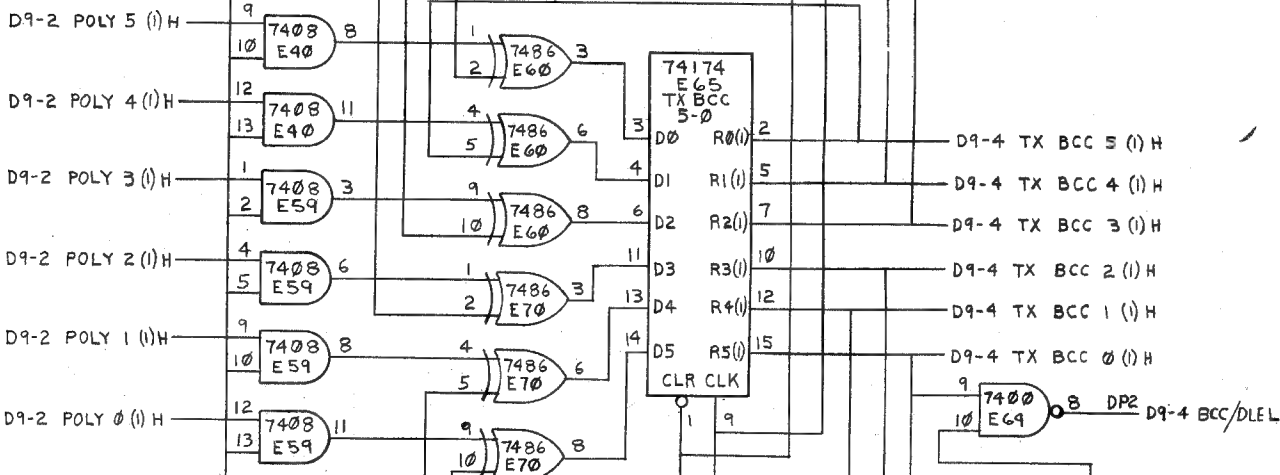 D9-2 POLY 5 (1) H
9
10
7408
E40
8
1
2
7486
E60
3
D9-2 POLY 4 (1) H
12
13
7408
E40
11
4
5
7486
E60
6
D9-2 POLY 3 (1) H
1
2
7408
E59
3
9
10
7486
E60
8
D9-2 POLY 2 (1) H
4
5
7408
E59
6
1
2
7486
E70
3
D9-2 POLY 1 (1) H
9
10
7408
E59
8
4
5
7486
E70
6
D9-2 POLY 0 (1) H
12
13
7408
E59
11
9
10
7486
E70
8
74174
E65
TX BCC
5-0
3 D0 R0(1) 2
4 D1 R1(1) 5
6 D2 R2(1) 7
11 D3 R3(1) 10
13 D4 R4(1) 12
14 D5 R5(1) 15
CLR CLK
1 9
D9-4 TX BCC 5 (1) H
D9-4 TX BCC 4 (1) H
D9-4 TX BCC 3 (1) H
D9-4 TX BCC 2 (1) H
D9-4 TX BCC 1 (1) H
D9-4 TX BCC 0 (1) H
9
10
7400
E64
8 DP2 D9-4 BCC/DLE L